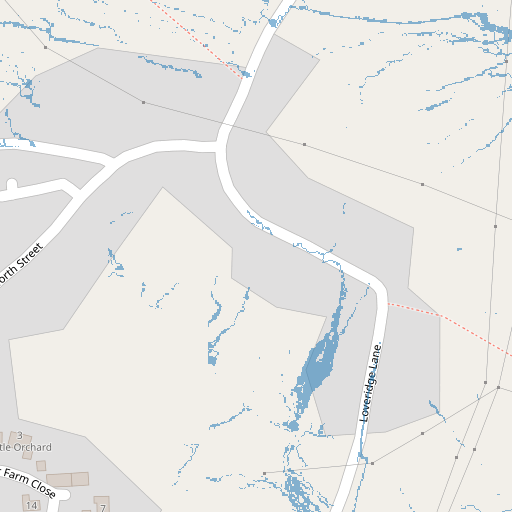 orth Street
Loveridge Lane
3
tle Orchard
Farm Close
14
7